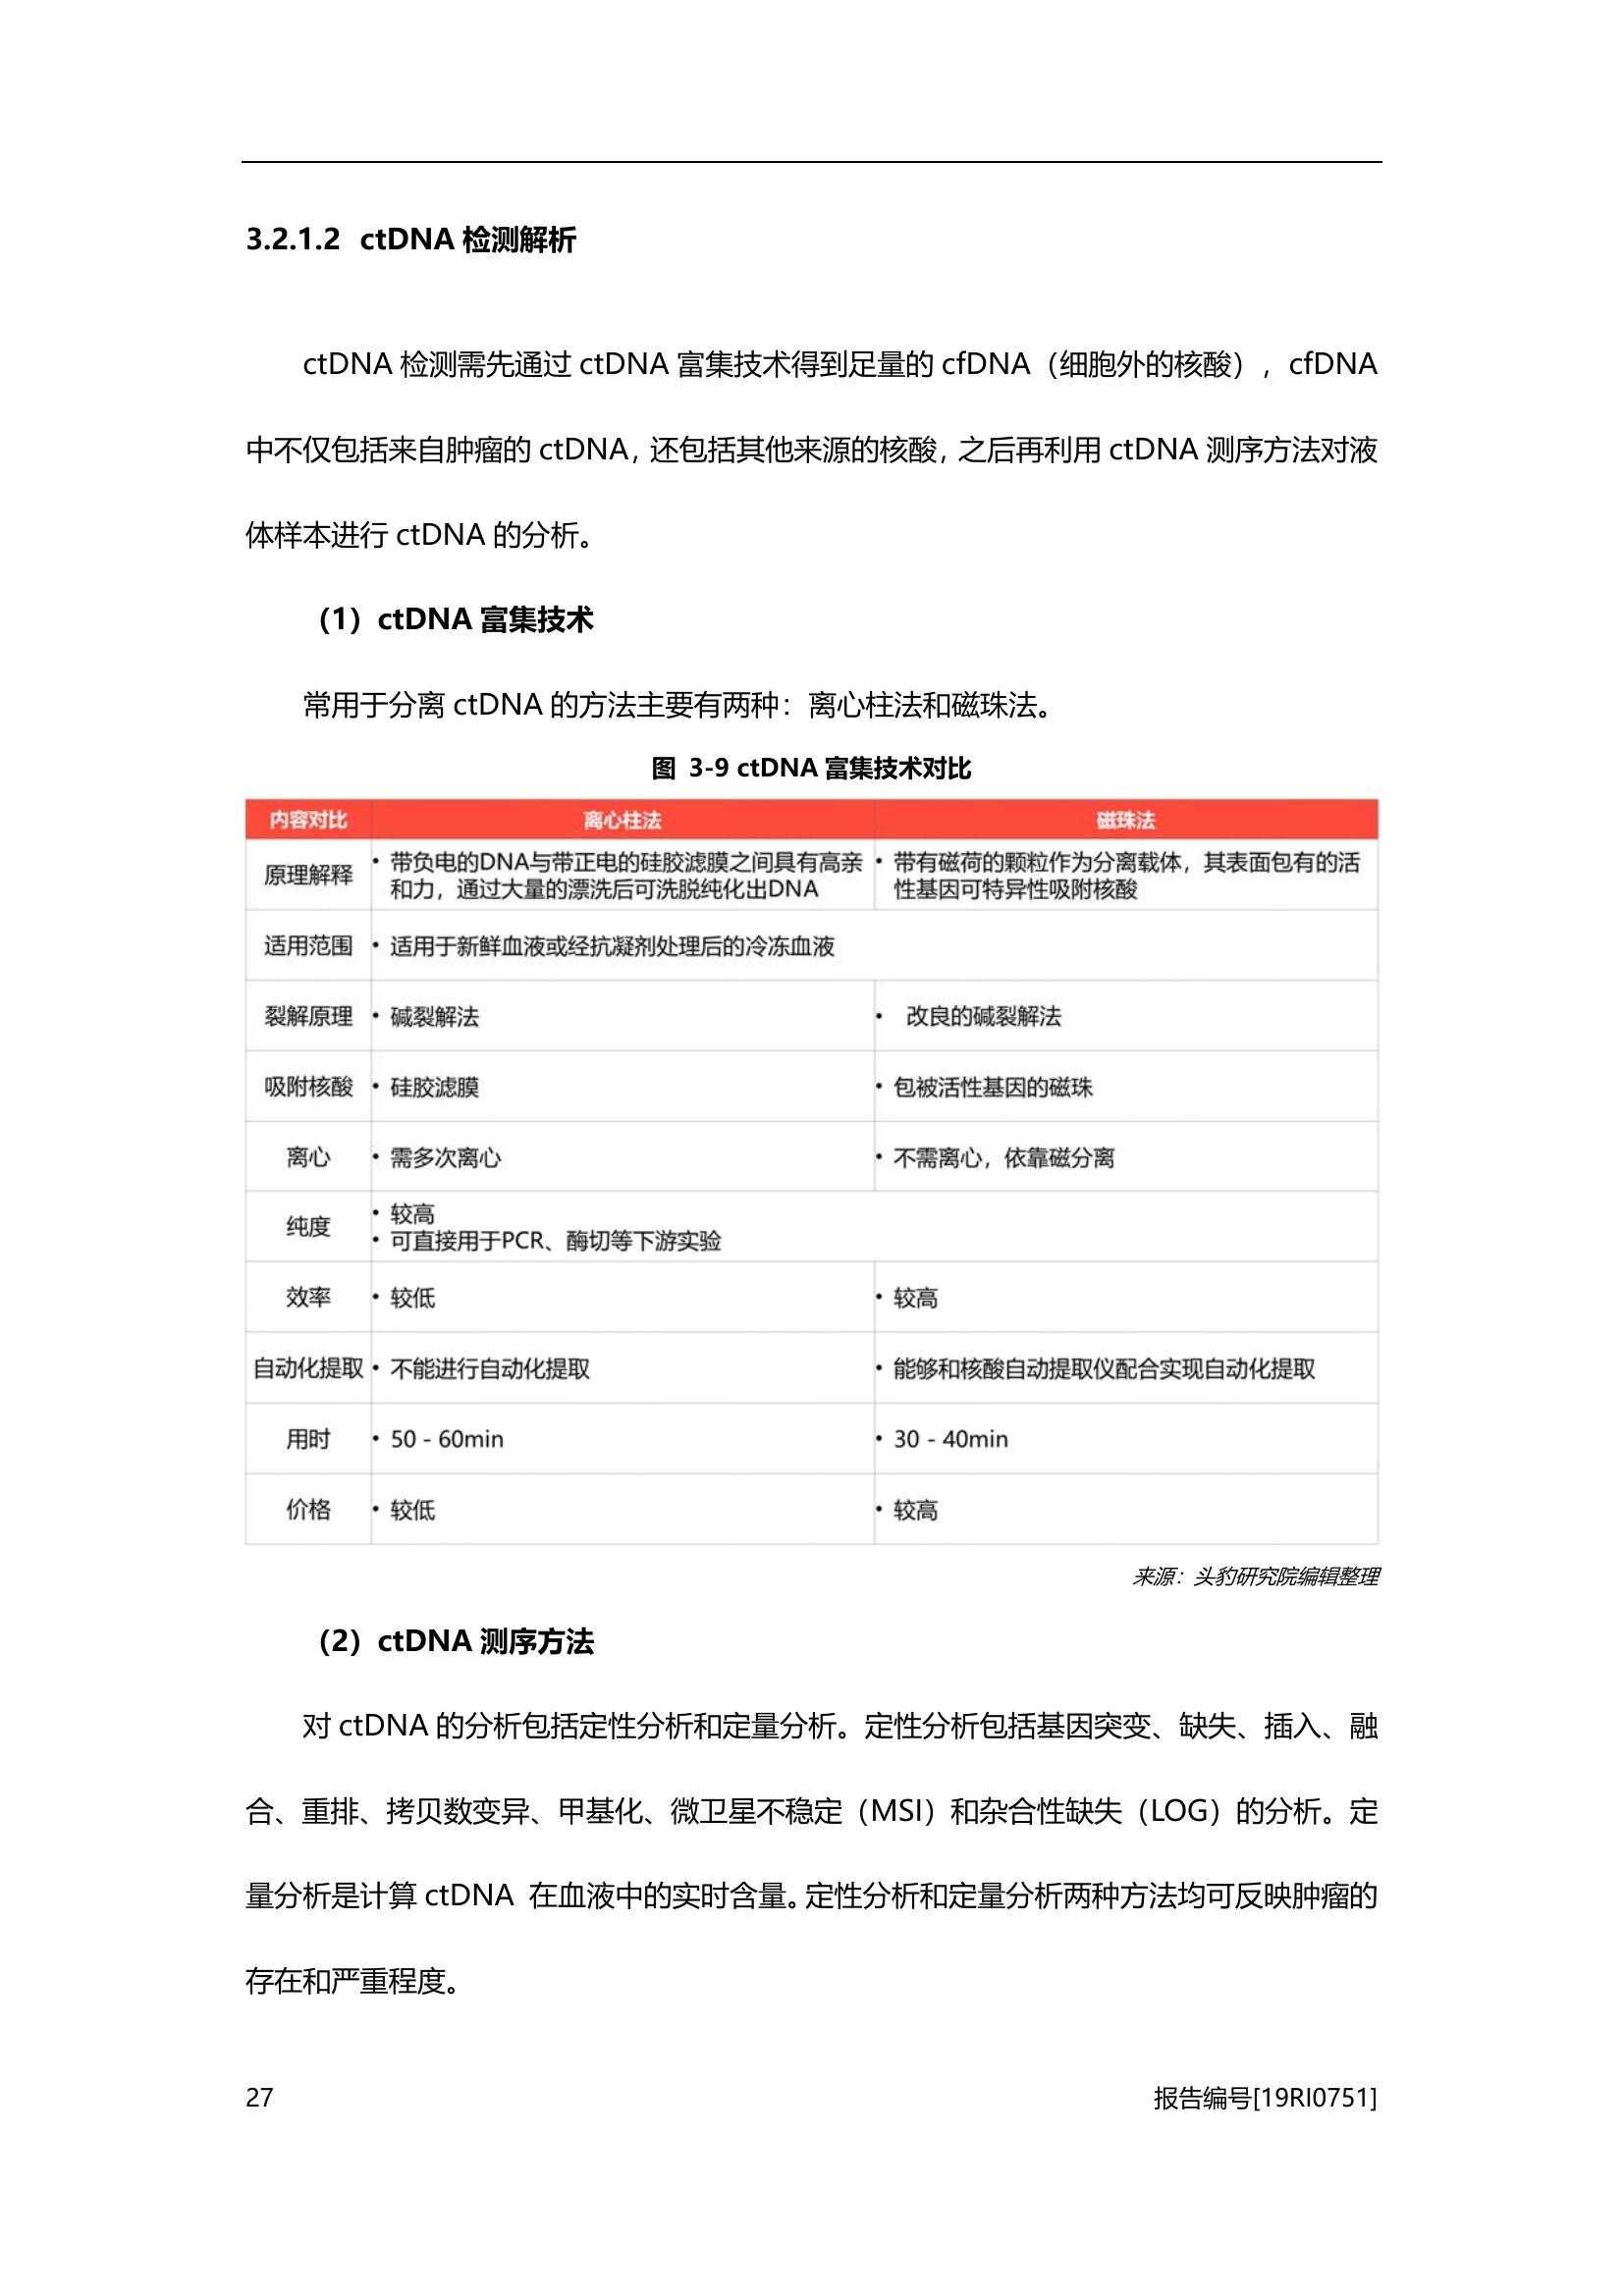 3.2.1.2 ctDNA 检测解析
ctDNA 检测需先通过 ctDNA 富集技术得到足量的 cfDNA（细胞外的核酸），cfDNA
中不仅包括来自肿瘤的 ctDNA，还包括其他来源的核酸，之后再利用 ctDNA 测序方法对液
体样本进行 ctDNA 的分析。
（1）ctDNA 富集技术
常用于分离 ctDNA 的方法主要有两种：离心柱法和磁珠法。
图 3-9 ctDNA 富集技术对比
内容对比 离心柱法 磁珠法
原理解释 • 带负电的DNA与带正电的硅胶滤膜之间具有高亲 • 带有磁荷的颗粒作为分离载体，其表面包有的活
和力，通过大量的漂洗后可洗脱纯化出DNA 性基因可特异性吸附核酸
适用范围 • 适用于新鲜血液或经抗凝剂处理后的冷冻血液
裂解原理 • 碱裂解法 • 改良的碱裂解法
吸附核酸 • 硅胶滤膜 • 包被活性基因的磁珠
离心 • 需多次离心 • 不需离心，依靠磁分离
纯度 • 较高
• 可直接用于PCR、酶切等下游实验
效率 • 较低 • 较高
自动化提取 • 不能进行自动化提取 • 能够和核酸自动提取仪配合实现自动化提取
用时 • 50 - 60min • 30 - 40min
价格 • 较低 • 较高
来源：头豹研究院编辑整理
（2）ctDNA 测序方法
对 ctDNA 的分析包括定性分析和定量分析。定性分析包括基因突变、缺失、插入、融
合、重排、拷贝数变异、甲基化、微卫星不稳定（MSI）和杂合性缺失（LOG）的分析。定
量分析是计算 ctDNA 在血液中的实时含量。定性分析和定量分析两种方法均可反映肿瘤的
存在和严重程度。
27 报告编号[19RI0751]